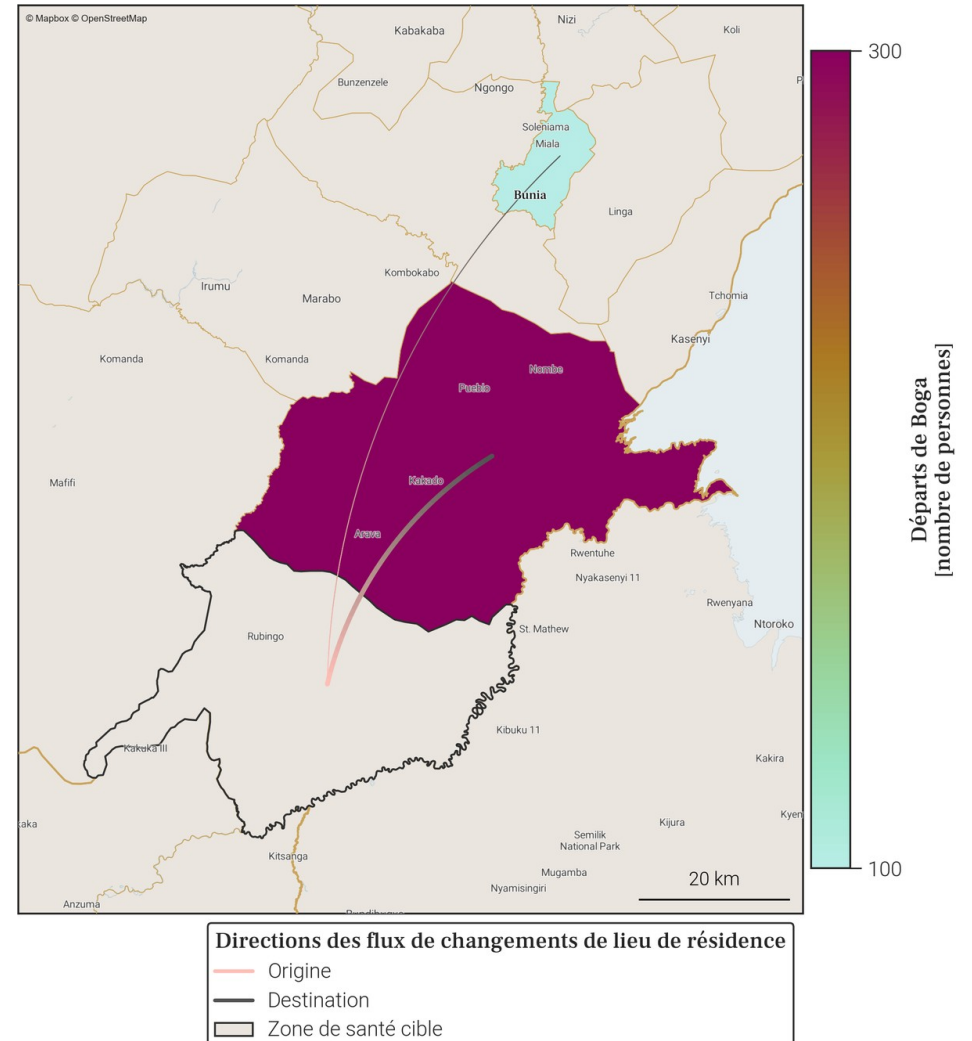 © Mapbox © OpenStreetMap
Nizi
Kabakaba
Koli
Bunzenzele
Ngongo
Soleniama
Miala
Bunia
Linga
Kombokabo
Irumu
Marabo
Tchomia
Kasenyi
Komanda
Komanda
Nombe
Pueblo
Mafifi
Kakado
Arava
Rwentuhe
Nyakasenyi 11
Rwenyana
Ntoroko
St. Mathew
Rubingo
Kibuku 11
Kakuka III
Kakira
Kyen
Kijura
aka
Semilik
National Park
Kitsanga
Mugamba
Nyamisingiri
Anzuma
20 km
300
100
Départs de Boga
[nombre de personnes]
Directions des flux de changements de lieu de résidence
Origine
Destination
Zone de santé cible